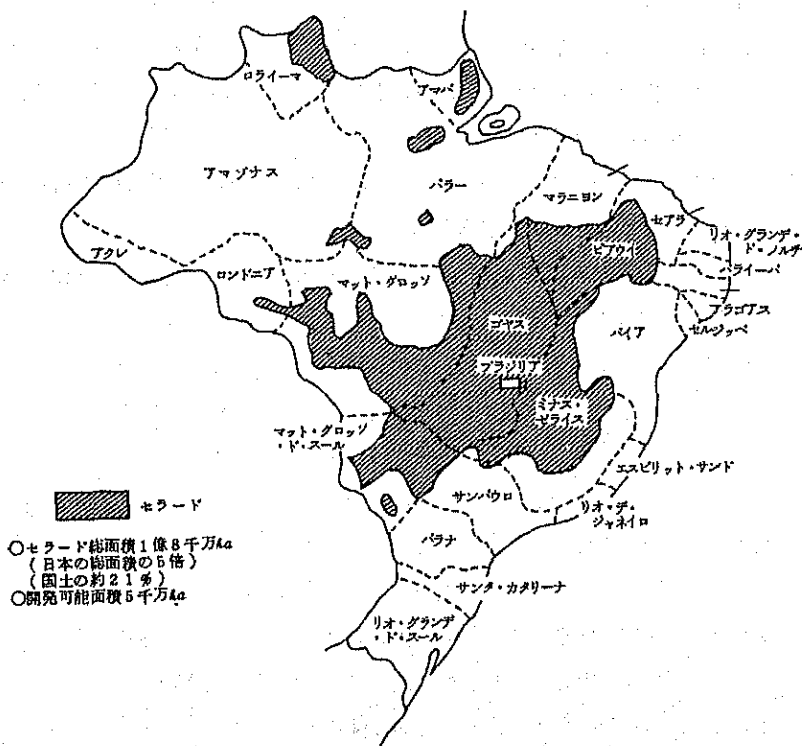 ロライーマ
アマパ
アマゾナス
パラー
マラニヨン
セアラ
リオ・グランデ・
ド・ノルチ
ピアウイ
パライーバ
アクレ
ロンドニア
マット・グロッソ
アラゴアス
セルジッペ
ゴヤス
バイア
ブラジリア
ミナス・
ゼライス
マット・グロッソ
・ド・スール
エスピリット・サンド
サンパウロ
リオ・デ・
ジャネイロ
パラナ
サンタ・カタリーナ
リオ・グランデ
・ド・スール
セラード
○セラード総面積1億8千万ha
(日本の総面積の5倍)
(国土の約21%)
○開発可能面積5千万ha